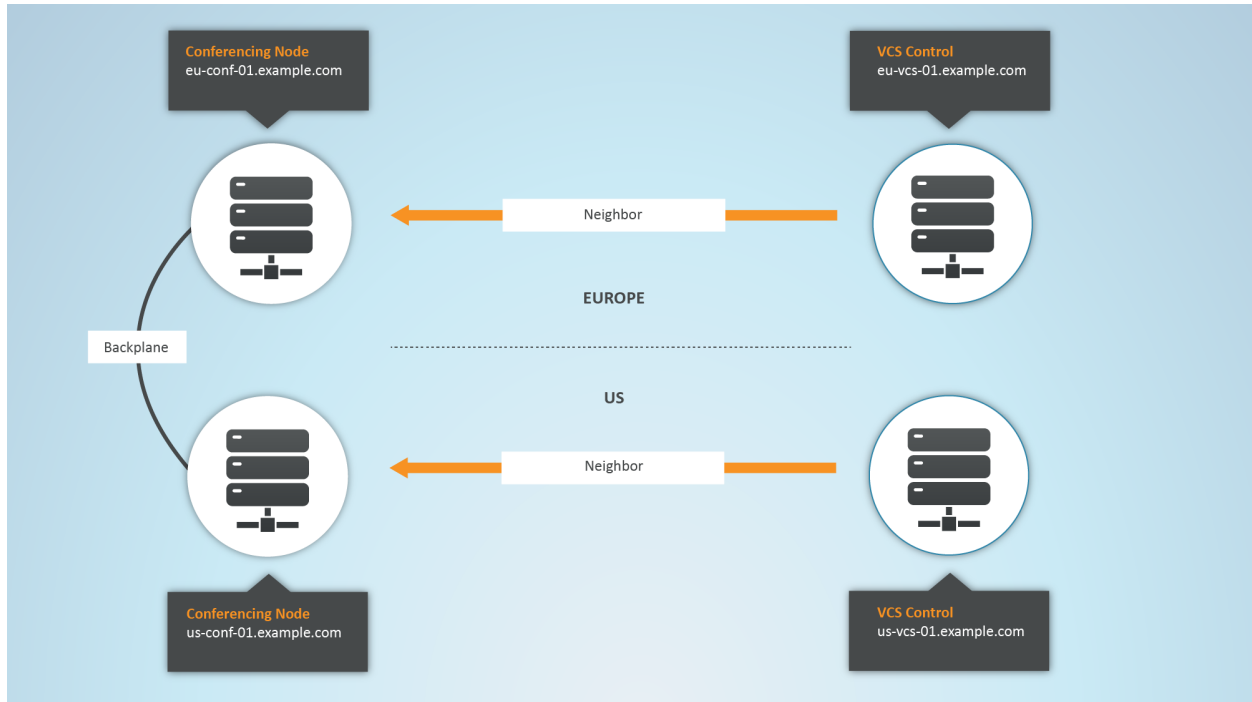 Conferencing Node
eu-conf-01.example.com
VCS Control
eu-vcs-01.example.com
Neighbor
EUROPE
Backplane
US
Neighbor
Conferencing Node
us-conf-01.example.com
VCS Control
us-vcs-01.example.com